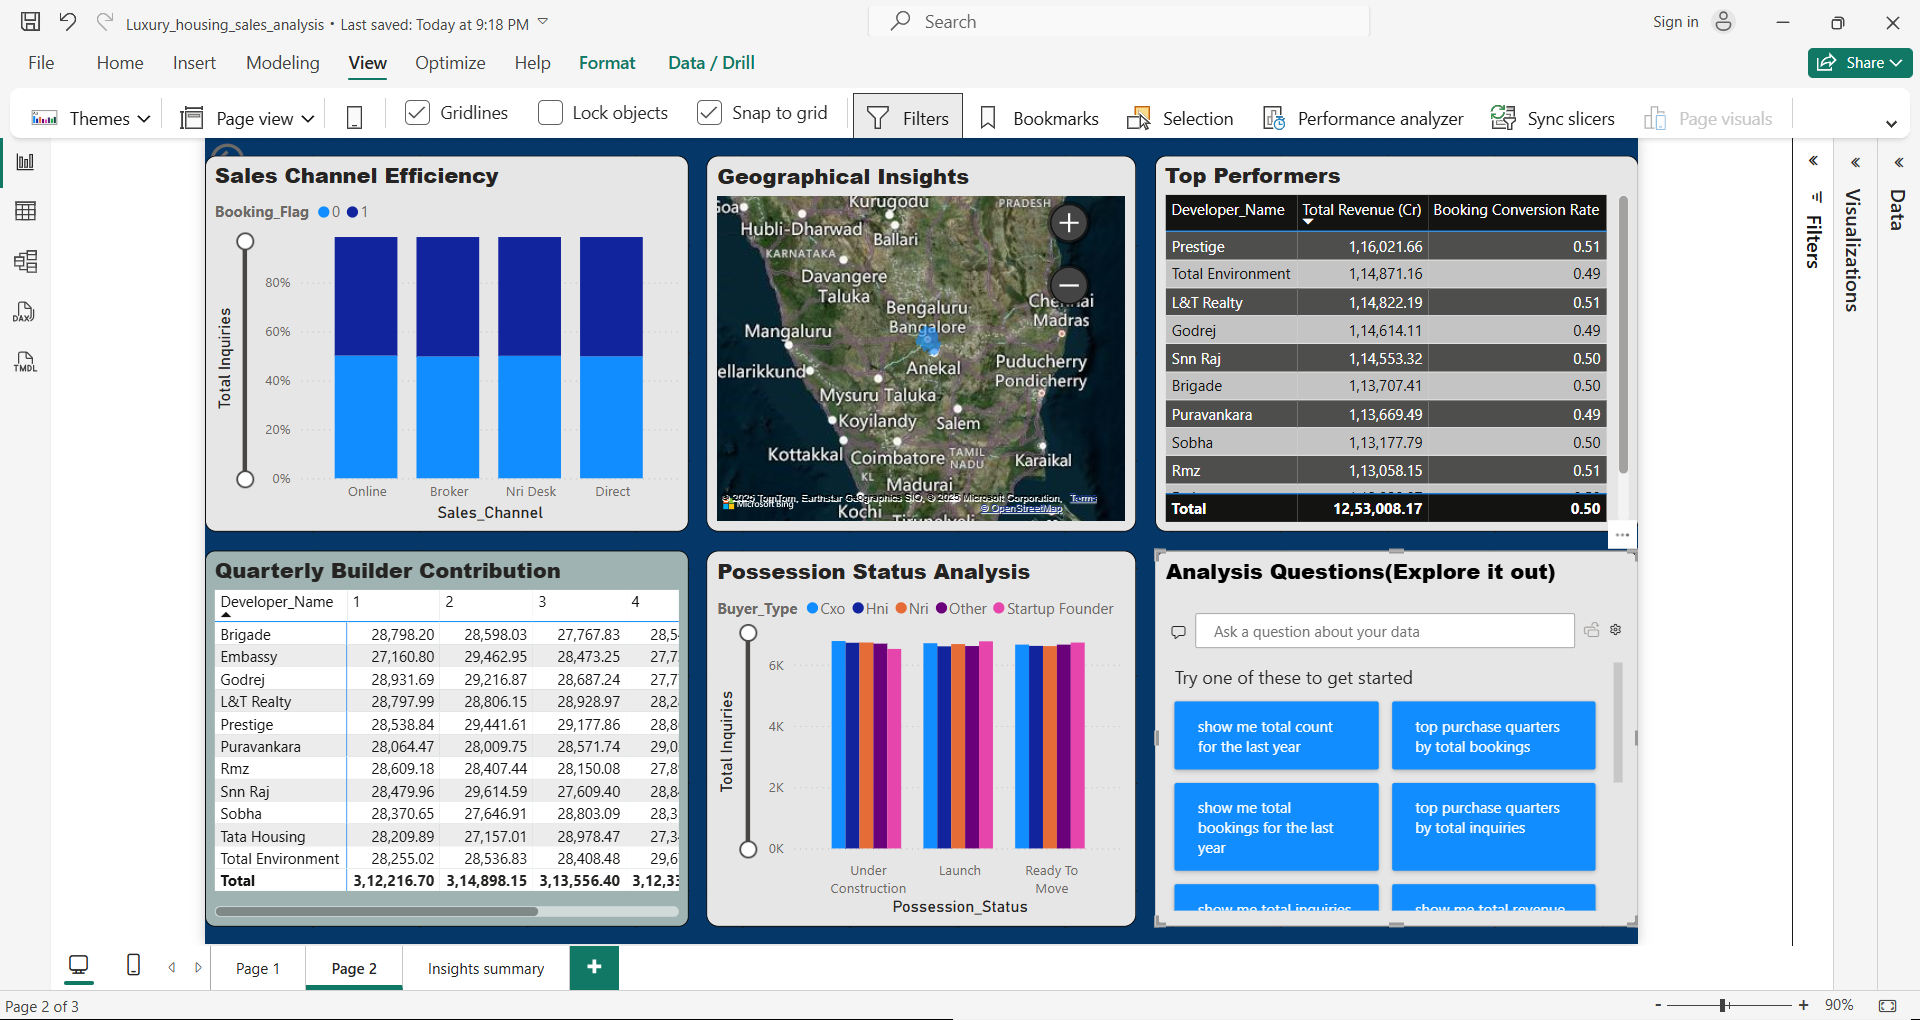 Luxury_housing_sales_analysis • Last saved: Today at 9:18 PM
Search
Sign in
File Home Insert Modeling View Optimize Help Format Data / Drill
Share
Themes
Page view
Gridlines
Lock objects
Snap to grid
Filters
Bookmarks
Selection
Performance analyzer
Sync slicers
Page visuals
DAX
TMDL
Sales Channel Efficiency
Booking_Flag 0 1
Total Inquiries
80%
60%
40%
20%
0%
Online Broker Nri Desk Direct
Sales_Channel
Geographical Insights
Goa
Kurugodu
PRADESH
Hubli-Dharwad
Ballari
KARNATAKA
Davangere
Taluka
Bengaluru
Bangalore
Chennai
Madras
Mangaluru
Anekal
Puducherry
Pondicherry
ellarikkund
Mysuru Taluka
Koyilandy
Salem
Kottakkal
Coimbatore
TAMIL
NADU
Karaikal
KL
Madurai
© 2025 TomTom, Earthstar Geographics SIO, © 2025 Microsoft Corporation, Terms
Microsoft Bing
© OpenStreetMap
Kochi
Tirunelveli
Top Performers
Developer_Name Total Revenue (Cr) Booking Conversion Rate
Prestige 1,16,021.66 0.51
Total Environment 1,14,871.16 0.49
L&T Realty 1,14,822.19 0.51
Godrej 1,14,614.11 0.49
Snn Raj 1,14,553.32 0.50
Brigade 1,13,707.41 0.50
Puravankara 1,13,669.49 0.49
Sobha 1,13,177.79 0.50
Rmz 1,13,058.15 0.51
Total 12,53,008.17 0.50
Quarterly Builder Contribution
Developer_Name 1 2 3 4
Brigade 28,798.20 28,598.03 27,767.83 28,5
Embassy 27,160.80 29,462.95 28,473.25 27,7
Godrej 28,931.69 29,216.87 28,687.24 27,7
L&T Realty 28,797.99 28,806.15 28,928.97 28,2
Prestige 28,538.84 29,441.61 29,177.86 28,8
Puravankara 28,064.47 28,009.75 28,571.74 29,0
Rmz 28,609.18 28,407.44 28,150.08 27,8
Snn Raj 28,479.96 29,614.59 27,609.40 28,8
Sobha 28,370.65 27,646.91 28,803.09 28,3
Tata Housing 28,209.89 27,157.01 28,978.47 27,3
Total Environment 28,255.02 28,536.83 28,408.48 29,6
Total 3,12,216.70 3,14,898.15 3,13,556.40 3,12,33
Possession Status Analysis
Buyer_Type Cxo Hni Nri Other Startup Founder
Total Inquiries
6K
4K
2K
0K
Under
Construction
Launch
Ready To
Move
Possession_Status
Analysis Questions(Explore it out)
Ask a question about your data
Try one of these to get started
show me total count
for the last year
top purchase quarters
by total bookings
show me total
bookings for the last
year
top purchase quarters
by total inquiries
show me total inquiries
show me total revenue
Filters
Visualizations
Data
Page 1
Page 2
Insights summary
+
Page 2 of 3
- + 90%